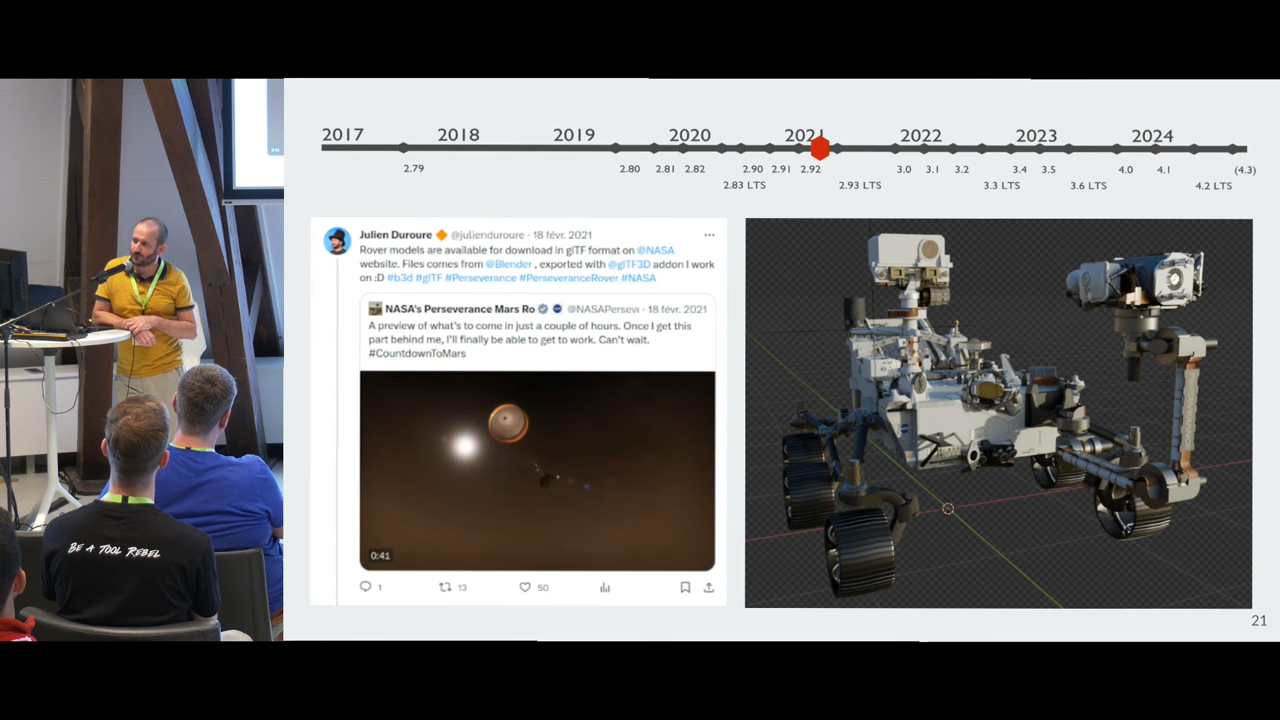 2017 2018 2019 2020 2021 2022 2023 2024
2.79 2.80 2.81 2.82 2.90 2.91 2.92 3.0 3.1 3.2 3.4 3.5 4.0 4.1 (4.3)
2.83 LTS 2.93 LTS 3.3 LTS 3.6 LTS 4.2 LTS
Julien Duroure @julienduroure · 18 févr. 2021
Rover models are available for download in glTF format on @NASA
website. Files comes from @Blender , exported with @glTF3D addon I work
on :D #b3d #glTF #Perseverance #PerseveranceRover #NASA
NASA's Perseverance Mars Ro @NASAPersev · 18 févr. 2021
A preview of what's to come in just a couple of hours. Once I get this
part behind me, I'll finally be able to get to work. Can't wait.
#CountdownToMars
0:41
1 13 50
BE A TOOL REBEL
21